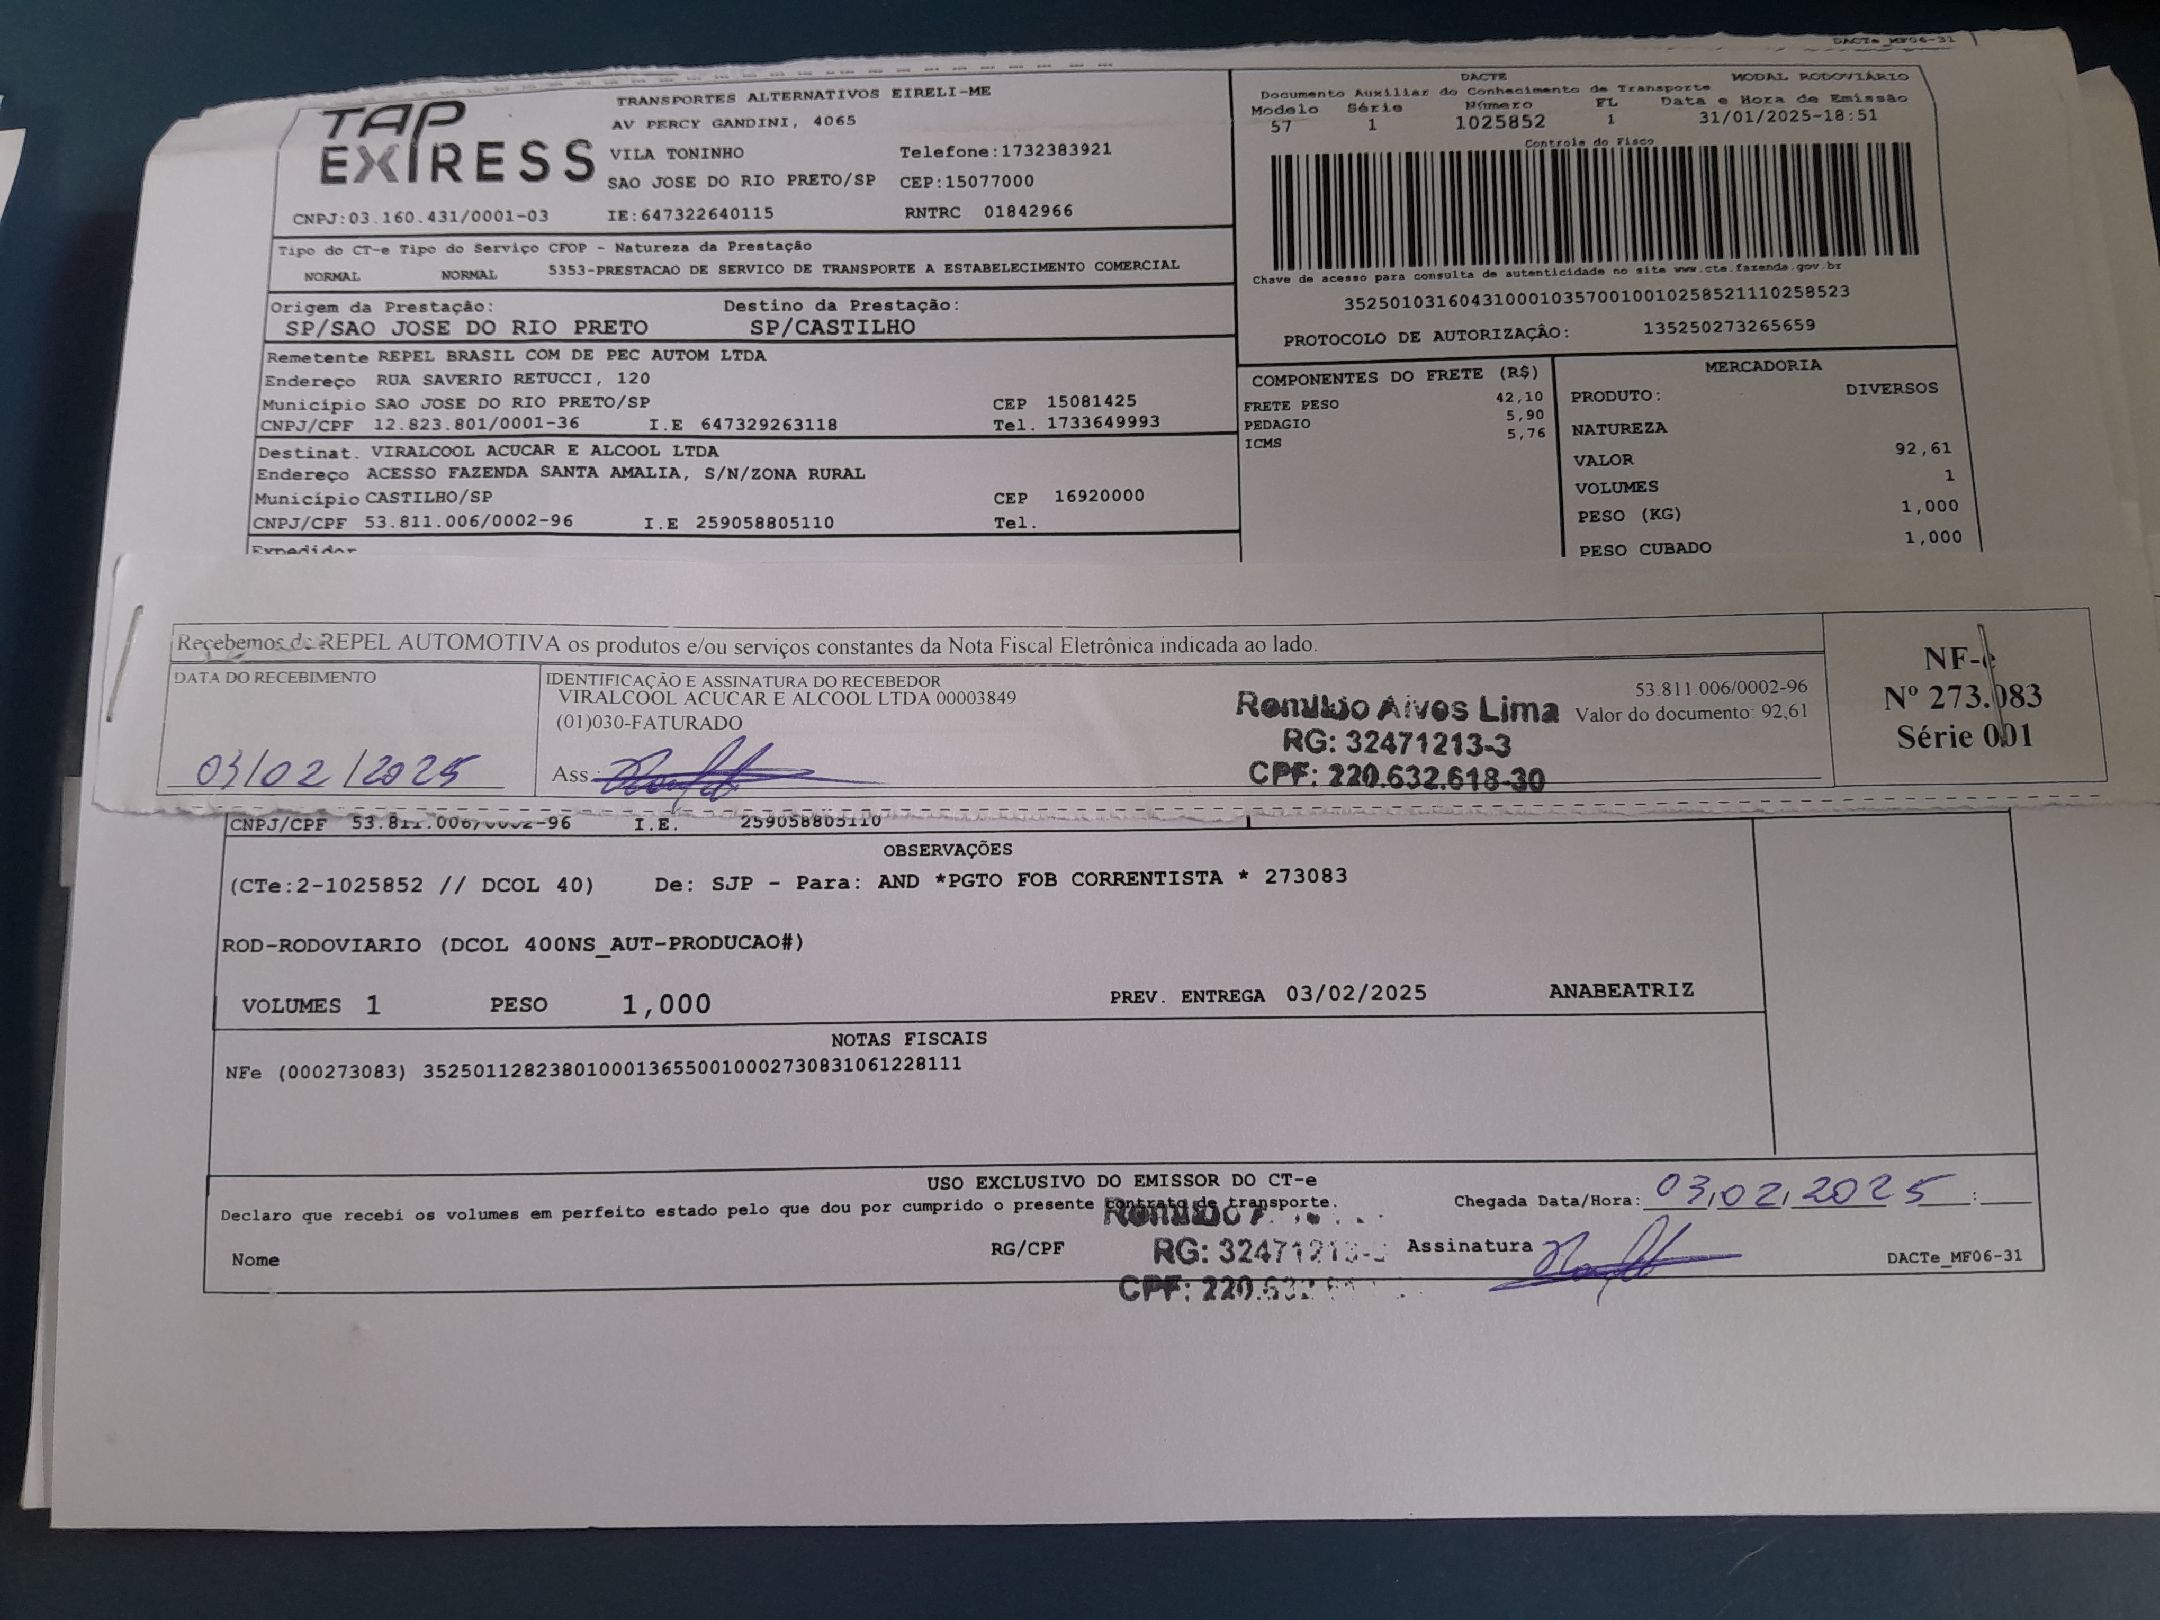 DACTe_MF06-31
TAP
EXPRESS
TRANSPORTES ALTERNATIVOS EIRELI-ME
AV PERCY GANDINI, 4065
VILA TONINHO Telefone:1732383921
SAO JOSE DO RIO PRETO/SP CEP:15077000
CNPJ:03.160.431/0001-03 IE:647322640115 RNTRC 01842966
DACTE MODAL RODOVIÁRIO
Documento Auxiliar do Conhecimento de Transporte
Modelo Série Número FL Data e Hora de Emissão
57 1 1025852 1 31/01/2025-18:51
Controle do Fisco
Chave de acesso para consulta de autenticidade no site www.cte.fazenda.gov.br
35250103160431000103570010010258521110258523
PROTOCOLO DE AUTORIZAÇÃO: 135250273265659
Tipo do CT-e Tipo do Serviço CFOP - Natureza da Prestação
NORMAL NORMAL 5353-PRESTACAO DE SERVICO DE TRANSPORTE A ESTABELECIMENTO COMERCIAL
Origem da Prestação: Destino da Prestação:
SP/SAO JOSE DO RIO PRETO SP/CASTILHO
Remetente REPEL BRASIL COM DE PEC AUTOM LTDA
Endereço RUA SAVERIO RETUCCI, 120
Município SAO JOSE DO RIO PRETO/SP CEP 15081425
CNPJ/CPF 12.823.801/0001-36 I.E 647329263118 Tel. 1733649993
Destinat. VIRALCOOL ACUCAR E ALCOOL LTDA
Endereço ACESSO FAZENDA SANTA AMALIA, S/N/ZONA RURAL
Município CASTILHO/SP CEP 16920000
CNPJ/CPF 53.811.006/0002-96 I.E 259058805110 Tel.
Expedidor
COMPONENTES DO FRETE (R$)
FRETE PESO 42,10
PEDAGIO 5,90
ICMS 5,76
MERCADORIA
PRODUTO: DIVERSOS
NATUREZA
VALOR 92,61
VOLUMES 1
PESO (KG) 1,000
PESO CUBADO 1,000
Recebemos de REPEL AUTOMOTIVA os produtos e/ou serviços constantes da Nota Fiscal Eletrônica indicada ao lado.
DATA DO RECEBIMENTO
03/02/2025
IDENTIFICAÇÃO E ASSINATURA DO RECEBEDOR
VIRALCOOL ACUCAR E ALCOOL LTDA 00003849 53.811.006/0002-96
(01)030-FATURADO Valor do documento: 92,61
Ass.:
Romildo Alves Lima
RG: 32471213-3
CPF: 220.632.618-30
NF-e
Nº 273.083
Série 001
CNPJ/CPF 53.811.006/0002-96 I.E. 259058805110
OBSERVAÇÕES
(CTe:2-1025852 // DCOL 40) De: SJP - Para: AND *PGTO FOB CORRENTISTA * 273083
ROD-RODOVIARIO (DCOL 400NS_AUT-PRODUCAO#)
VOLUMES 1 PESO 1,000 PREV. ENTREGA 03/02/2025 ANABEATRIZ
NOTAS FISCAIS
NFe (000273083) 35250112823801000136550010002730831061228111
USO EXCLUSIVO DO EMISSOR DO CT-e
Declaro que recebi os volumes em perfeito estado pelo que dou por cumprido o presente contrato de transporte.
Chegada Data/Hora: 03/02/2025 :
Nome RG/CPF Assinatura
RG: 32471213-
CPF: 220.632
DACTe_MF06-31